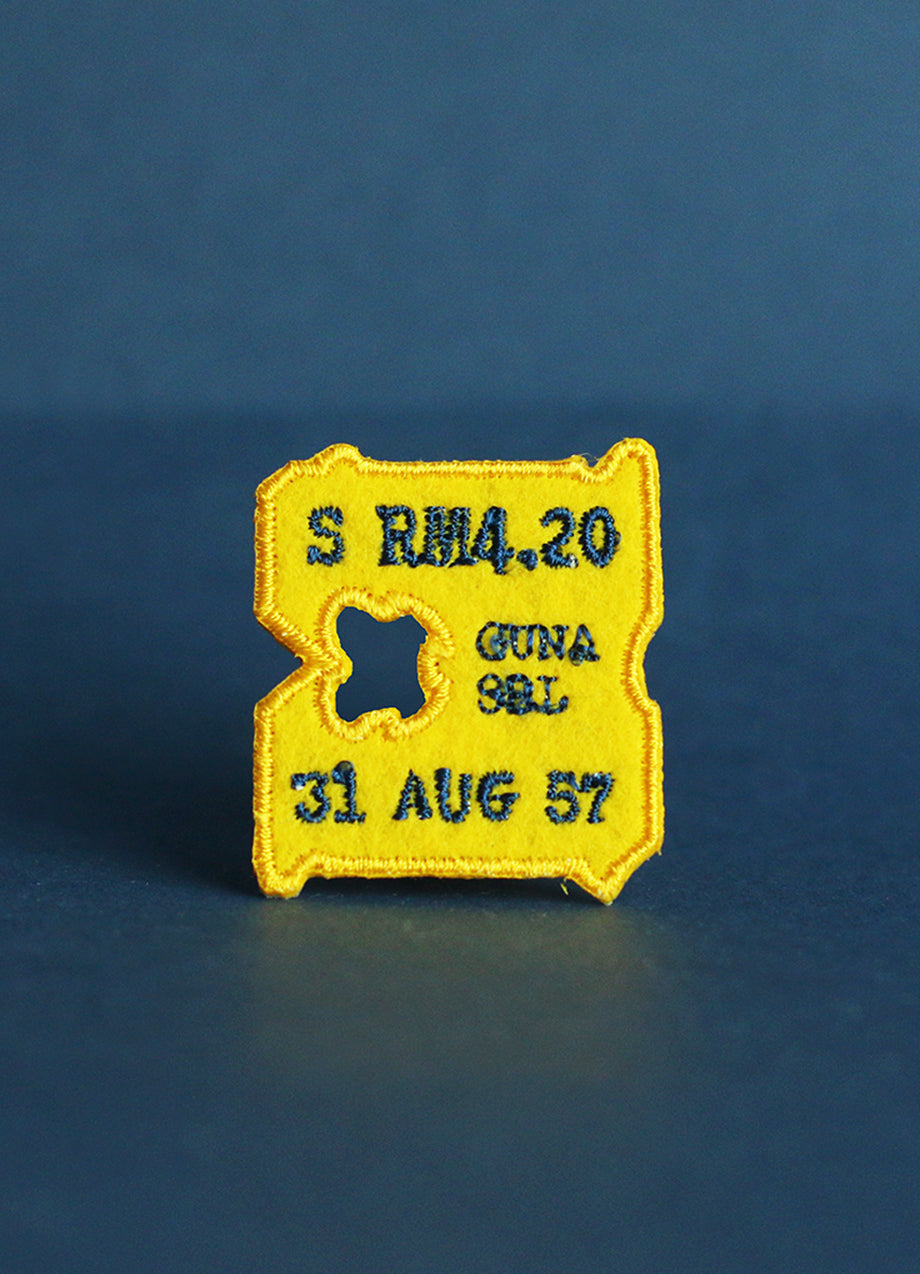 S RM4.20
GUNA
SBL
31 AUG 57